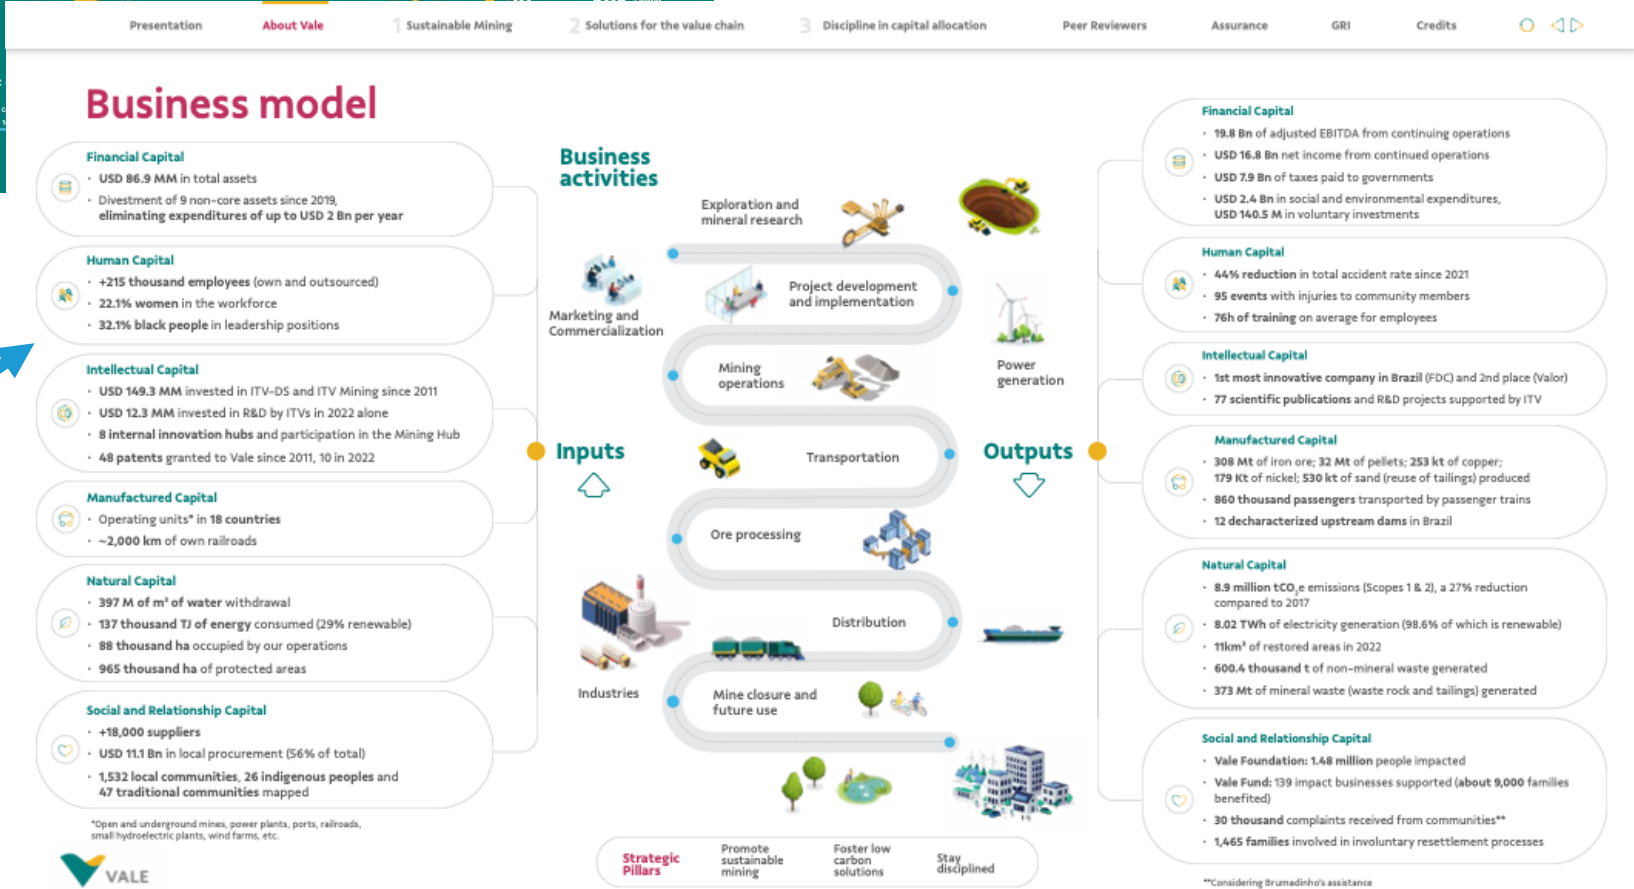 Presentation
About Vale
1 Sustainable Mining
2 Solutions for the value chain
3 Discipline in capital allocation
Peer Reviewers
Assurance
GRI
Credits
Business model
Financial Capital
· USD 86.9 MM in total assets
· Divestment of 9 non-core assets since 2019,
eliminating expenditures of up to USD 2 Bn per year
Human Capital
· +215 thousand employees (own and outsourced)
· 22.1% women in the workforce
· 32.1% black people in leadership positions
Intellectual Capital
· USD 149.3 MM invested in ITV-DS and ITV Mining since 2011
· USD 12.3 MM invested in R&D by ITVs in 2022 alone
· 8 internal innovation hubs and participation in the Mining Hub
· 48 patents granted to Vale since 2011, 10 in 2022
Manufactured Capital
· Operating units* in 18 countries
· ~2,000 km of own railroads
Natural Capital
· 397 M of m³ of water withdrawal
· 137 thousand TJ of energy consumed (29% renewable)
· 88 thousand ha occupied by our operations
· 965 thousand ha of protected areas
Social and Relationship Capital
· +18,000 suppliers
· USD 11.1 Bn in local procurement (56% of total)
· 1,532 local communities, 26 indigenous peoples and
47 traditional communities mapped
*Open and underground mines, power plants, ports, railroads,
small hydroelectric plants, wind farms, etc.
VALE
Business
activities
Inputs
Exploration and
mineral research
Marketing and
Commercialization
Project development
and implementation
Mining
operations
Power
generation
Transportation
Ore processing
Distribution
Industries
Mine closure and
future use
Strategic
Pillars
Promote
sustainable
mining
Foster low
carbon
solutions
Stay
disciplined
Outputs
Financial Capital
· 19.8 Bn of adjusted EBITDA from continuing operations
· USD 16.8 Bn net income from continued operations
· USD 7.9 Bn of taxes paid to governments
· USD 2.4 Bn in social and environmental expenditures,
USD 140.5 M in voluntary investments
Human Capital
· 44% reduction in total accident rate since 2021
· 95 events with injuries to community members
· 76h of training on average for employees
Intellectual Capital
· 1st most innovative company in Brazil (FDC) and 2nd place (Valor)
· 77 scientific publications and R&D projects supported by ITV
Manufactured Capital
· 308 Mt of iron ore; 32 Mt of pellets; 253 kt of copper;
179 Kt of nickel; 530 kt of sand (reuse of tailings) produced
· 860 thousand passengers transported by passenger trains
· 12 decharacterized upstream dams in Brazil
Natural Capital
· 8.9 million tCO₂e emissions (Scopes 1 & 2), a 27% reduction
compared to 2017
· 8.02 TWh of electricity generation (98.6% of which is renewable)
· 11km² of restored areas in 2022
· 600.4 thousand t of non-mineral waste generated
· 373 Mt of mineral waste (waste rock and tailings) generated
Social and Relationship Capital
· Vale Foundation: 1.48 million people impacted
· Vale Fund: 139 impact businesses supported (about 9,000 families
benefited)
· 30 thousand complaints received from communities**
· 1,465 families involved in involuntary resettlement processes
**Considering Brumadinho's assistance